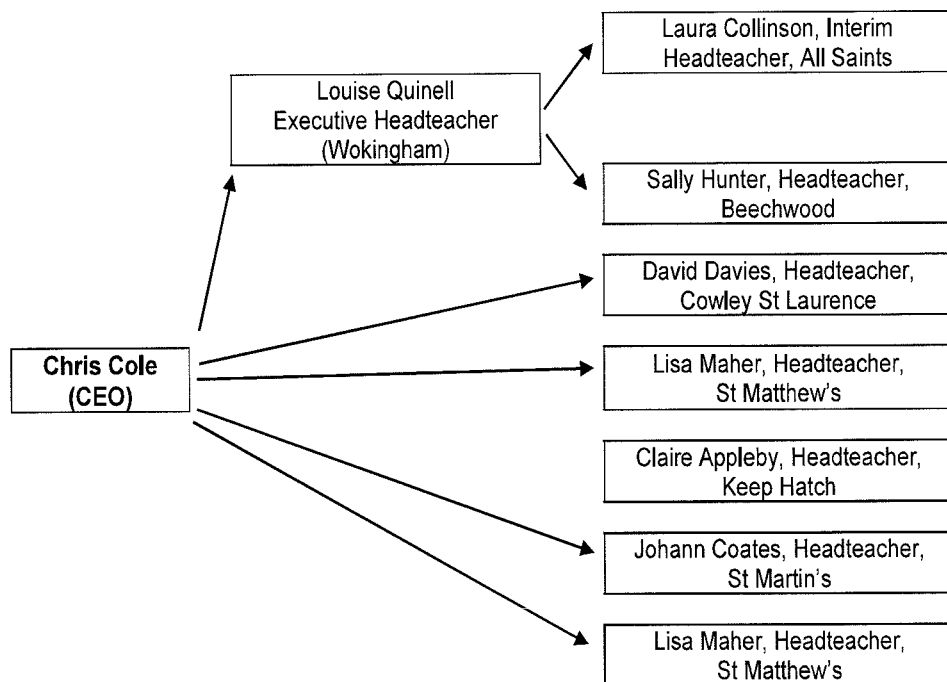 Laura Collinson, Interim
Headteacher, All Saints
Louise Quinell
Executive Headteacher
(Wokingham)
Sally Hunter, Headteacher,
Beechwood
David Davies, Headteacher,
Cowley St Laurence
Chris Cole
(CEO)
Lisa Maher, Headteacher,
St Matthew's
Claire Appleby, Headteacher,
Keep Hatch
Johann Coates, Headteacher,
St Martin's
Lisa Maher, Headteacher,
St Matthew's